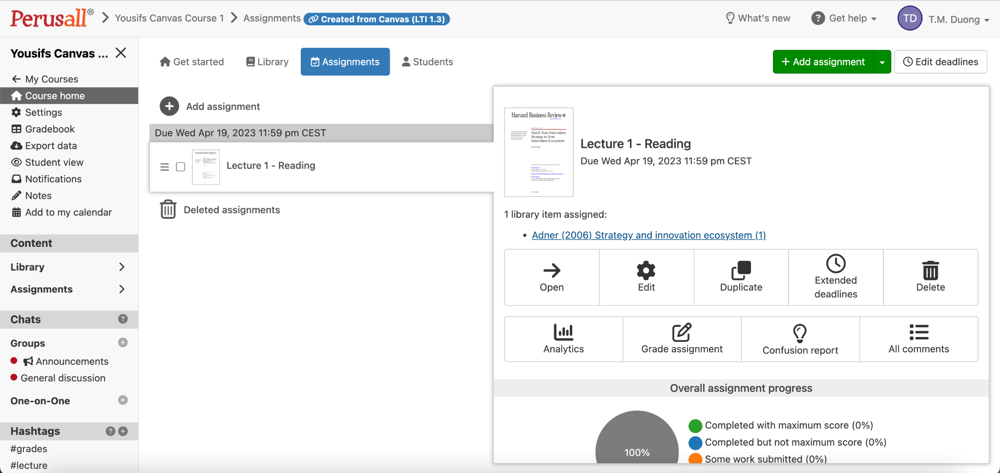 Perusall®
Yousifs Canvas Course 1
Assignments
Created from Canvas (LTI 1.3)
What's new
Get help
TD
T.M. Duong
Yousifs Canvas ...
My Courses
Course home
Settings
Gradebook
Export data
Student view
Notifications
Notes
Add to my calendar
Content
Library
Assignments
Chats
Groups
Announcements
General discussion
One-on-One
Hashtags
#grades
#lecture
Get started
Library
Assignments
Students
+ Add assignment
Edit deadlines
Add assignment
Due Wed Apr 19, 2023 11:59 pm CEST
Lecture 1 - Reading
Deleted assignments
Harvard Business Review
Match Your Innovation
Strategy to Your
Innovation Ecosystem
Lecture 1 - Reading
Due Wed Apr 19, 2023 11:59 pm CEST
1 library item assigned:
• Adner (2006) Strategy and innovation ecosystem (1)
Open
Edit
Duplicate
Extended
deadlines
Delete
Analytics
Grade assignment
Confusion report
All comments
Overall assignment progress
100%
Completed with maximum score (0%)
Completed but not maximum score (0%)
Some work submitted (0%)